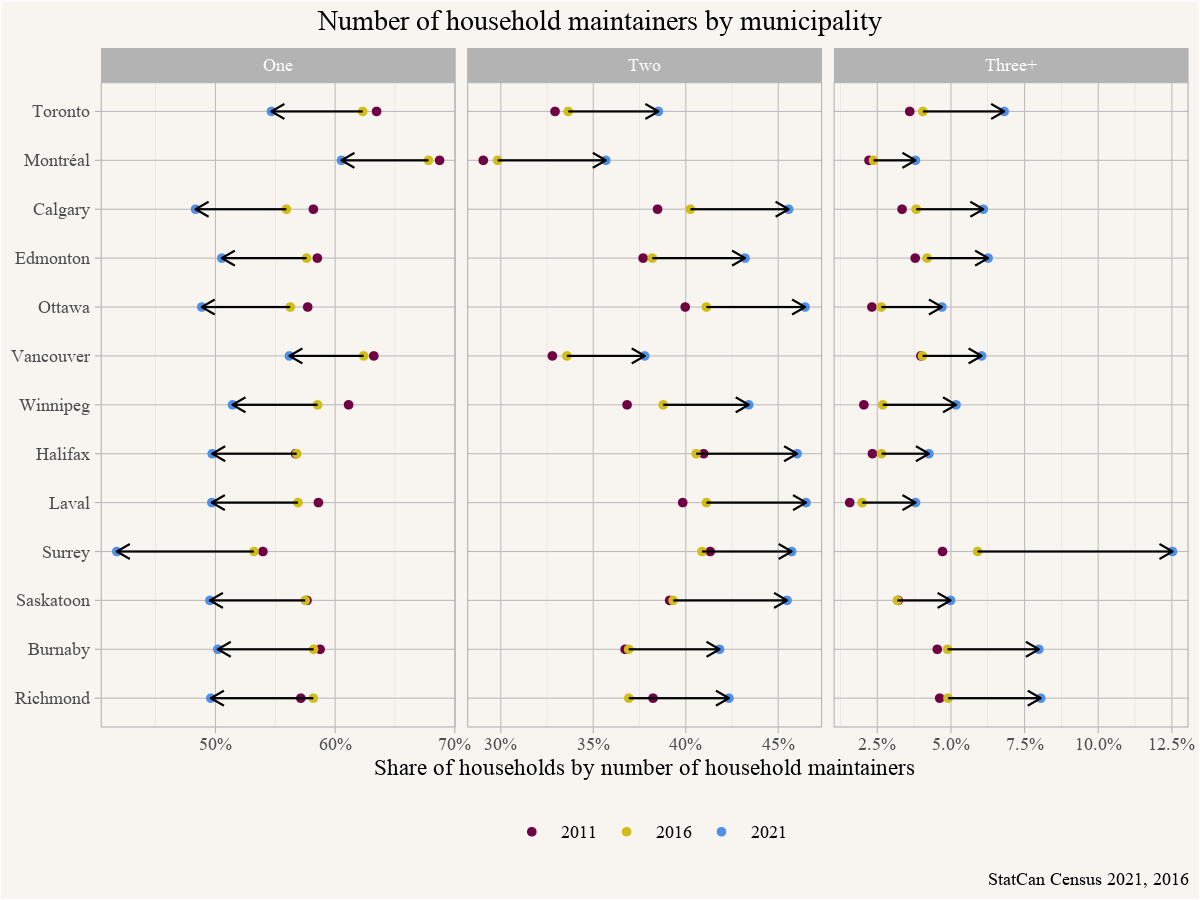 Number of household maintainers by municipality
One Two Three+
Toronto
Montréal
Calgary
Edmonton
Ottawa
Vancouver
Winnipeg
Halifax
Laval
Surrey
Saskatoon
Burnaby
Richmond
50% 60% 70% 30% 35% 40% 45% 2.5% 5.0% 7.5% 10.0% 12.5%
Share of households by number of household maintainers
2011 2016 2021
StatCan Census 2021, 2016